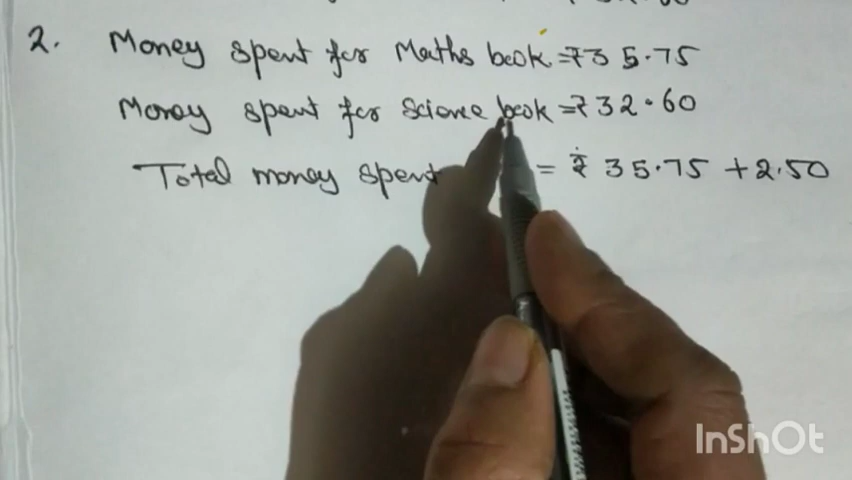 2. Money spent for Maths book = ₹35.75
Money spent for Science book = ₹32.60
Total money spent = ₹ 35.75 + 2.50
InShOt